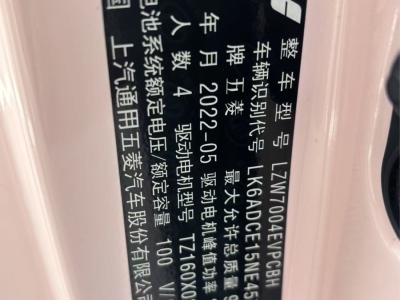 整车型号 LZW7004EVPCBH
车辆识别代号 LK6ADCE15NE45
牌 五菱 最大允许总质量
年月 2022-05 驱动电机峰值功率
人数 4 驱动电机型号 TZ160X0
电池系统额定电压/额定容量 100 V/
国 上汽通用五菱汽车股份有限公司